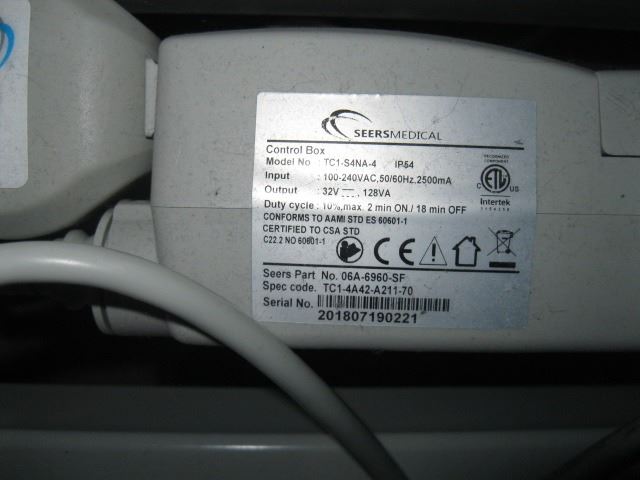 SEERSMEDICAL
Control Box
Model No : TC1-S4NA-4 IP54
Input : 100-240VAC,50/60Hz,2500mA
Output : 32V ⎓, 128VA
Duty cycle : 10%,max. 2 min ON./ 18 min OFF
CONFORMS TO AAMI STD ES 60601-1
CERTIFIED TO CSA STD
C22.2 NO 60601-1
ETL
C US
Intertek
CE
Seers Part No. 06A-6960-SF
Spec code. TC1-4A42-A211-70
Serial No.
201807190221